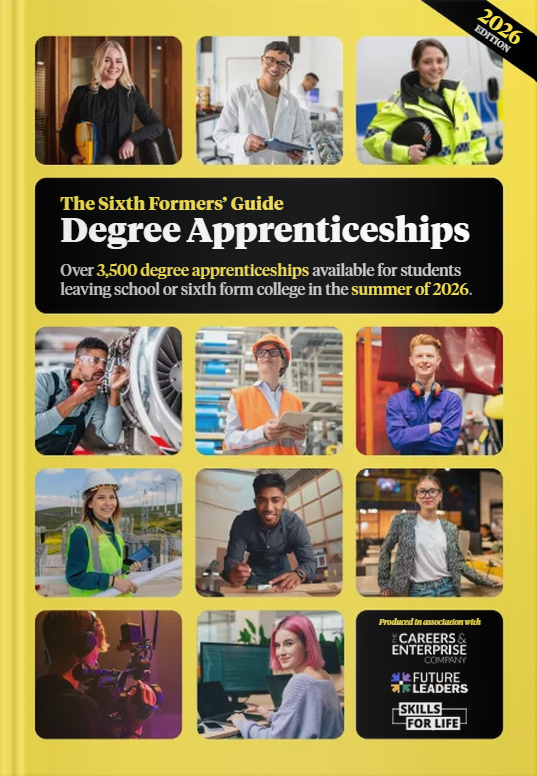 2026
EDITION
The Sixth Formers’ Guide
Degree Apprenticeships
Over 3,500 degree apprenticeships available for students
leaving school or sixth form college in the summer of 2026.
Produced in association with
THE CAREERS &
ENTERPRISE
COMPANY
FUTURE
LEADERS
SKILLS
FOR LIFE